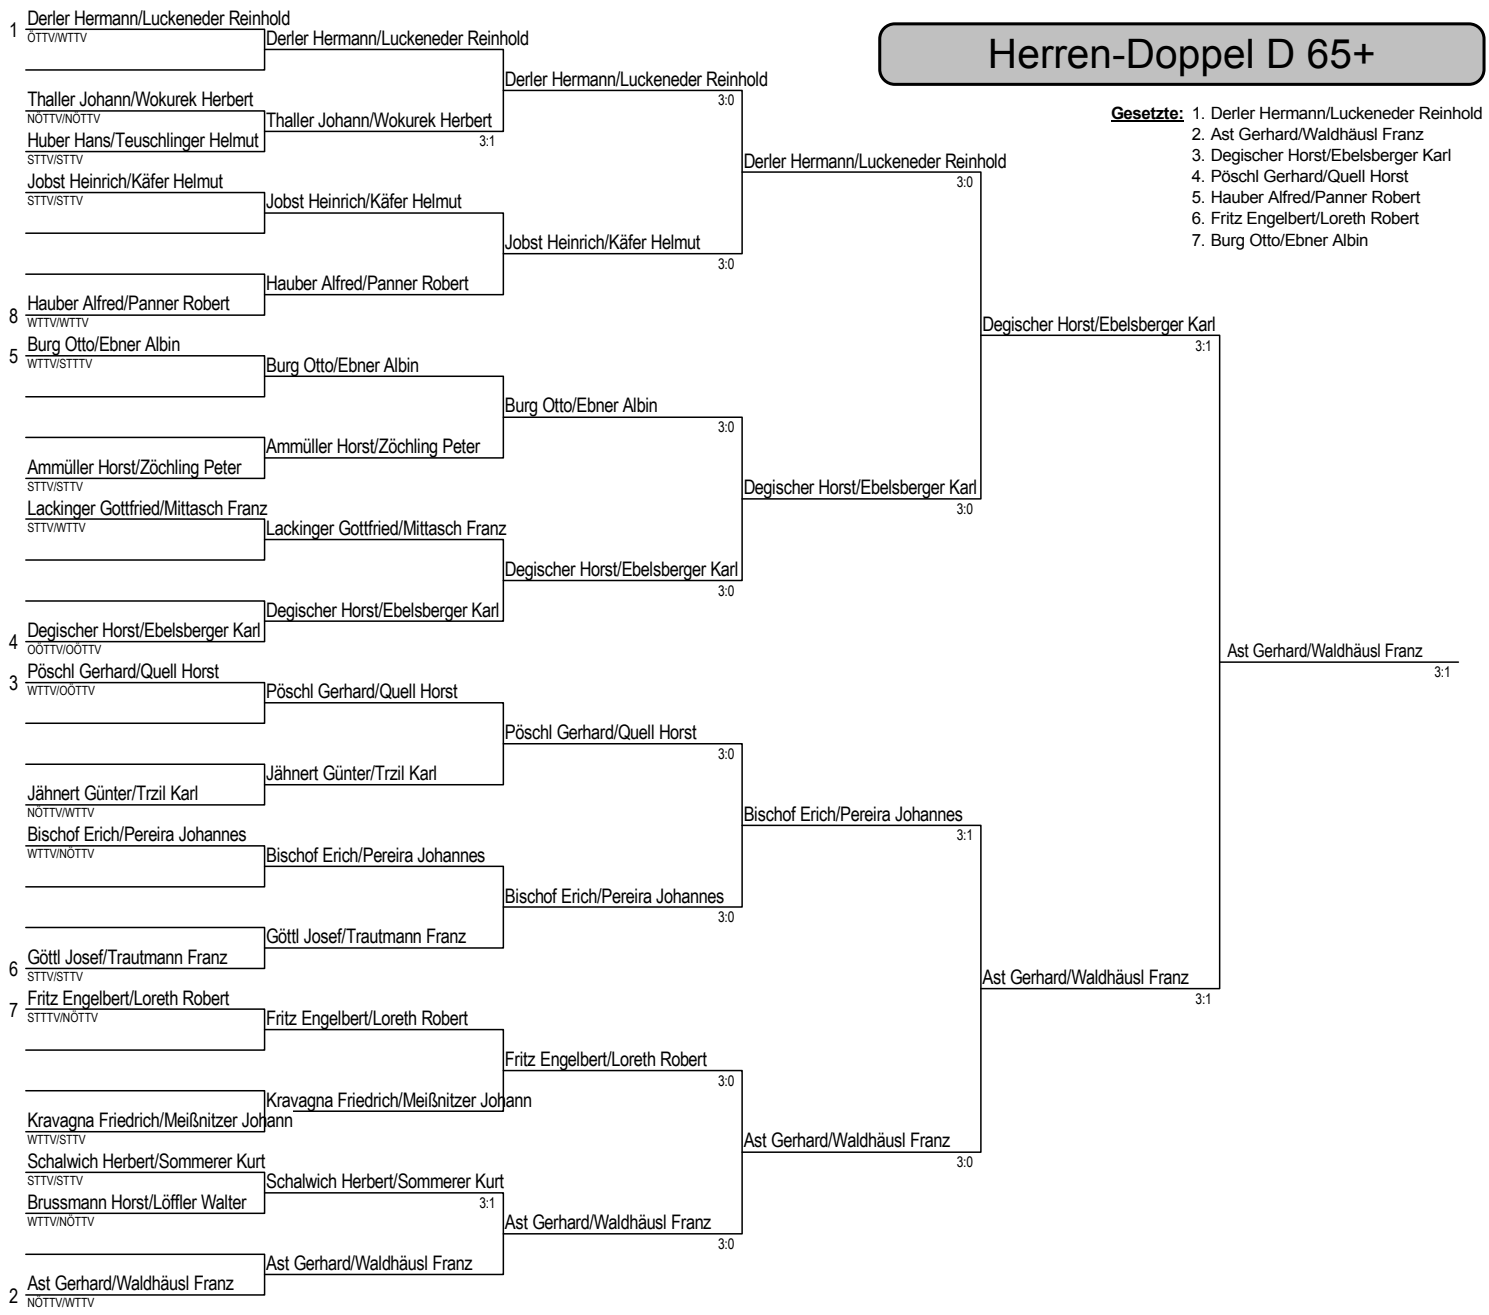 Herren-Doppel D 65+
Gesetzte: 1. Derler Hermann/Luckeneder Reinhold
2. Ast Gerhard/Waldhäusl Franz
3. Degischer Horst/Ebelsberger Karl
4. Pöschl Gerhard/Quell Horst
5. Hauber Alfred/Panner Robert
6. Fritz Engelbert/Loreth Robert
7. Burg Otto/Ebner Albin
1 Derler Hermann/Luckeneder Reinhold
ÖTTV/WTTV
Thaller Johann/Wokurek Herbert
NÖTTV/NÖTTV
Huber Hans/Teuschlinger Helmut
STTV/STTV
Jobst Heinrich/Käfer Helmut
STTV/STTV
8 Hauber Alfred/Panner Robert
WTTV/WTTV
5 Burg Otto/Ebner Albin
WTTV/STTTV
Ammüller Horst/Zöchling Peter
STTV/STTV
Lackinger Gottfried/Mittasch Franz
STTV/WTTV
4 Degischer Horst/Ebelsberger Karl
OÖTTV/OÖTTV
3 Pöschl Gerhard/Quell Horst
WTTV/OÖTTV
Jähnert Günter/Trzil Karl
NÖTTV/WTTV
Bischof Erich/Pereira Johannes
WTTV/NÖTTV
6 Göttl Josef/Trautmann Franz
STTV/STTV
7 Fritz Engelbert/Loreth Robert
STTTV/NÖTTV
Kravagna Friedrich/Meißnitzer Johann
WTTV/STTV
Schalwich Herbert/Sommerer Kurt
STTV/STTV
Brussmann Horst/Löffler Walter
WTTV/NÖTTV
2 Ast Gerhard/Waldhäusl Franz
NÖTTV/WTTV
Derler Hermann/Luckeneder Reinhold
Thaller Johann/Wokurek Herbert
3:1
Jobst Heinrich/Käfer Helmut
Hauber Alfred/Panner Robert
Burg Otto/Ebner Albin
Ammüller Horst/Zöchling Peter
Lackinger Gottfried/Mittasch Franz
Degischer Horst/Ebelsberger Karl
Pöschl Gerhard/Quell Horst
Jähnert Günter/Trzil Karl
Bischof Erich/Pereira Johannes
Göttl Josef/Trautmann Franz
Fritz Engelbert/Loreth Robert
Kravagna Friedrich/Meißnitzer Johann
Schalwich Herbert/Sommerer Kurt
3:1
Ast Gerhard/Waldhäusl Franz
Derler Hermann/Luckeneder Reinhold
3:0
Jobst Heinrich/Käfer Helmut
3:0
Burg Otto/Ebner Albin
3:0
Degischer Horst/Ebelsberger Karl
3:0
Pöschl Gerhard/Quell Horst
3:0
Bischof Erich/Pereira Johannes
3:0
Fritz Engelbert/Loreth Robert
3:0
Ast Gerhard/Waldhäusl Franz
3:0
Derler Hermann/Luckeneder Reinhold
3:0
Degischer Horst/Ebelsberger Karl
3:0
Bischof Erich/Pereira Johannes
3:1
Ast Gerhard/Waldhäusl Franz
3:0
Degischer Horst/Ebelsberger Karl
3:1
Ast Gerhard/Waldhäusl Franz
3:1
Ast Gerhard/Waldhäusl Franz
3:1